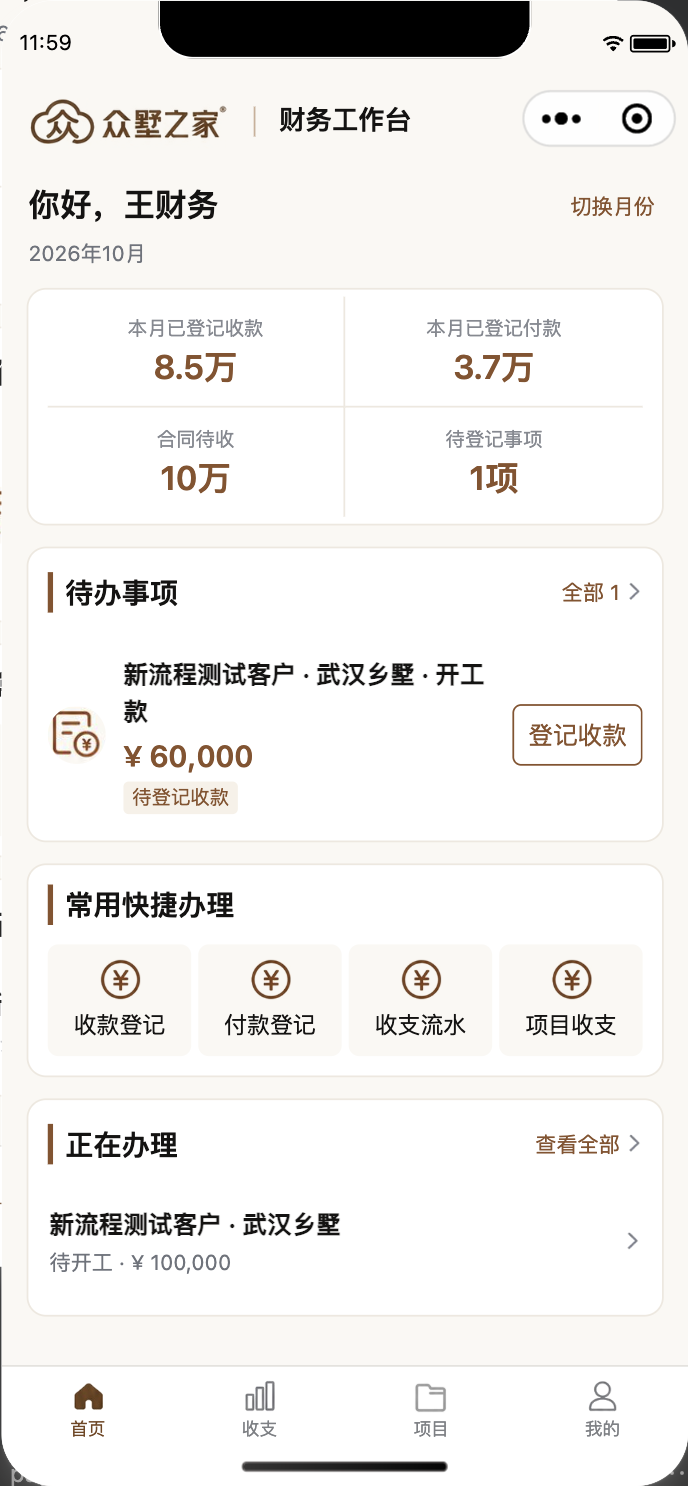 11:59
众墅之家® | 财务工作台
你好，王财务
切换月份
2026年10月
本月已登记收款
本月已登记付款
8.5万
3.7万
合同待收
待登记事项
10万
1项
待办事项
全部 1
新流程测试客户 · 武汉乡墅 · 开工
款
¥ 60,000
待登记收款
登记收款
常用快捷办理
收款登记
付款登记
收支流水
项目收支
正在办理
查看全部
新流程测试客户 · 武汉乡墅
待开工 · ¥ 100,000
首页
收支
项目
我的